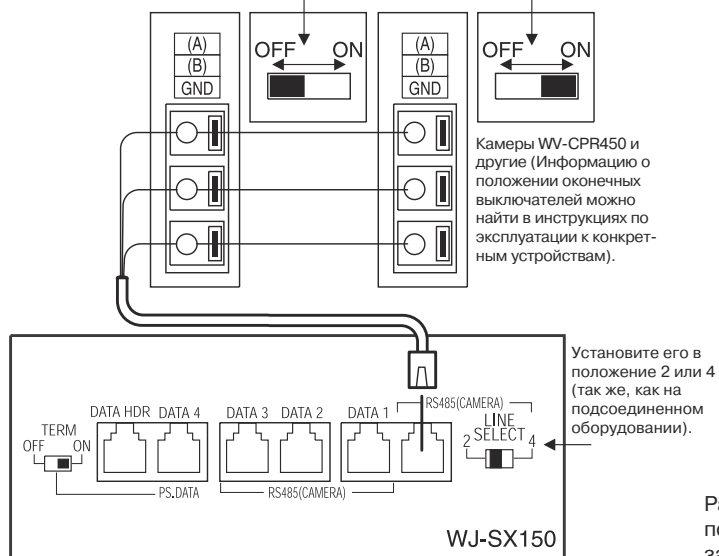 (A)
(B)
GND
OFF ON
(A)
(B)
GND
OFF ON
Камеры WV-CPR450 и
другие (Информацию о
положении оконечных
выключателей можно
найти в инструкциях по
эксплуатации к конкрет-
ным устройствам).
Установите его в
положение 2 или 4
(так же, как на
подсоединенном
оборудовании).
RS485(CAMERA)
DATA HDR DATA 4 DATA 3 DATA 2 DATA 1
LINE
SELECT
2 4
TERM
OFF ON
PS.DATA
RS485(CAMERA)
WJ-SX150